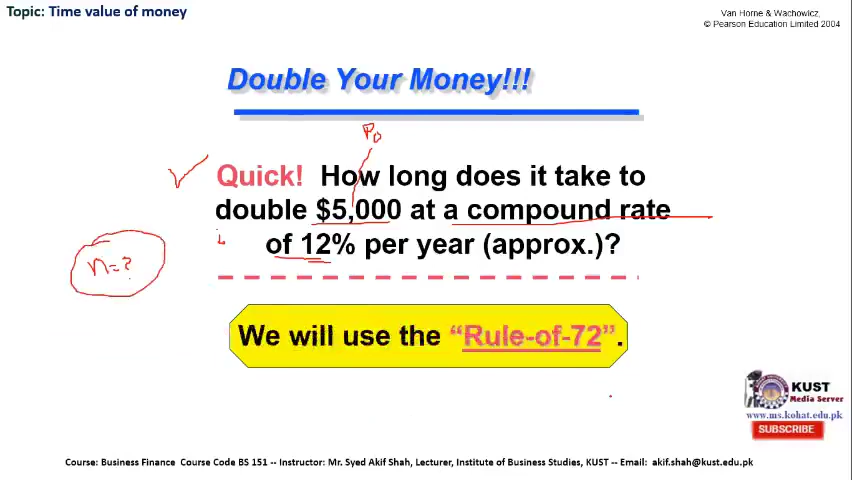 Topic: Time value of money
Van Horne & Wachowicz,
© Pearson Education Limited 2004
Double Your Money!!!
P0
Quick! How long does it take to
double $5,000 at a compound rate
i
of 12% per year (approx.)?
n=?
We will use the “Rule-of-72”.
KUST
Media Server
www.ms.kohat.edu.pk
SUBSCRIBE
Course: Business Finance Course Code BS 151 -- Instructor: Mr. Syed Akif Shah, Lecturer, Institute of Business Studies, KUST -- Email: akif.shah@kust.edu.pk